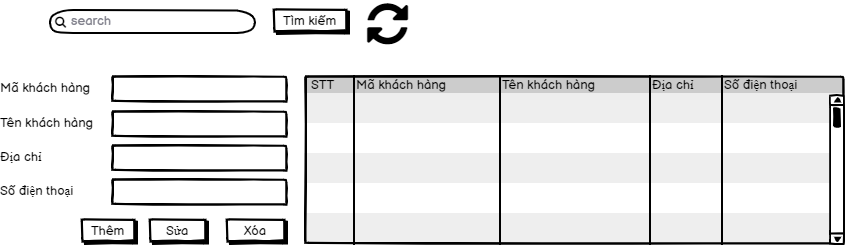 search
Tìm kiếm
Mã khách hàng
Tên khách hàng
Địa chỉ
Số điện thoại
Thêm
Sửa
Xóa
STT Mã khách hàng Tên khách hàng Địa chỉ Số điện thoại